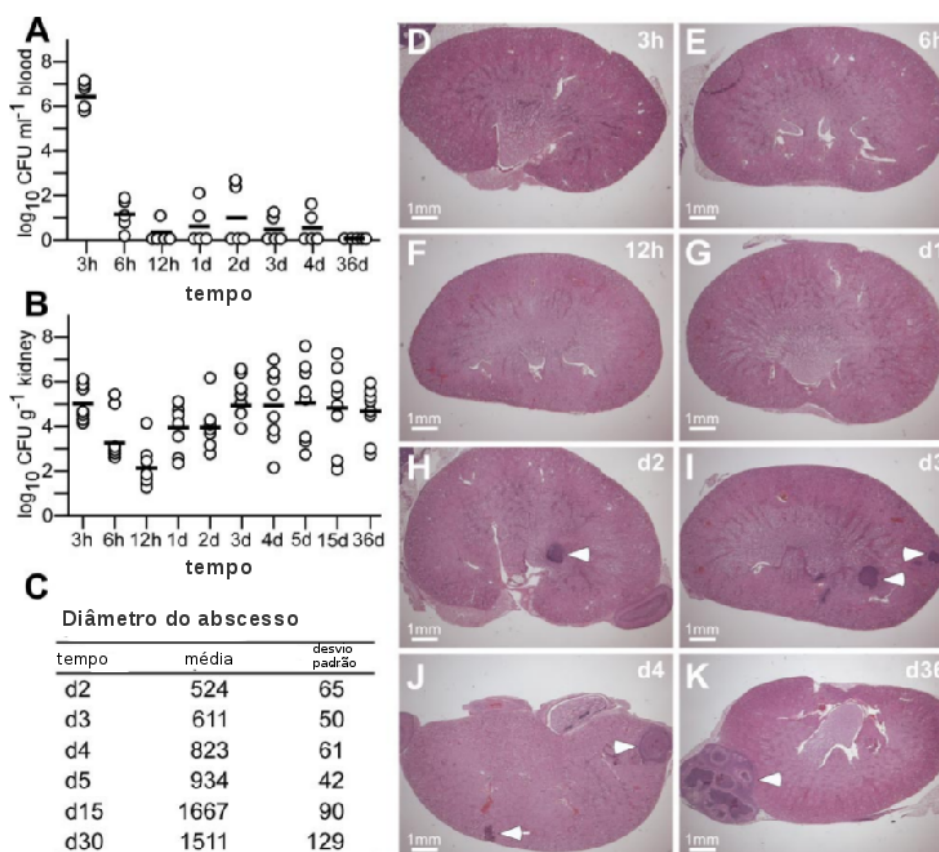 A
log10 CFU ml-1 blood
8
6
2
0
3h 6h 12h 1d 2d 3d 4d 36d
tempo
B
log10 CFU g-1 kidney
8
6
4
2
0
3h 6h 12h 1d 2d 3d 4d 5d 15d 36d
tempo
C
Diâmetro do abscesso
tempo média desvio padrão
d2 524 65
d3 611 50
d4 823 61
d5 934 42
d15 1667 90
d30 1511 129
D 3h
1mm
E 6h
1mm
F 12h
1mm
G d1
1mm
H d2
1mm
I d3
1mm
J d4
1mm
K d36
1mm